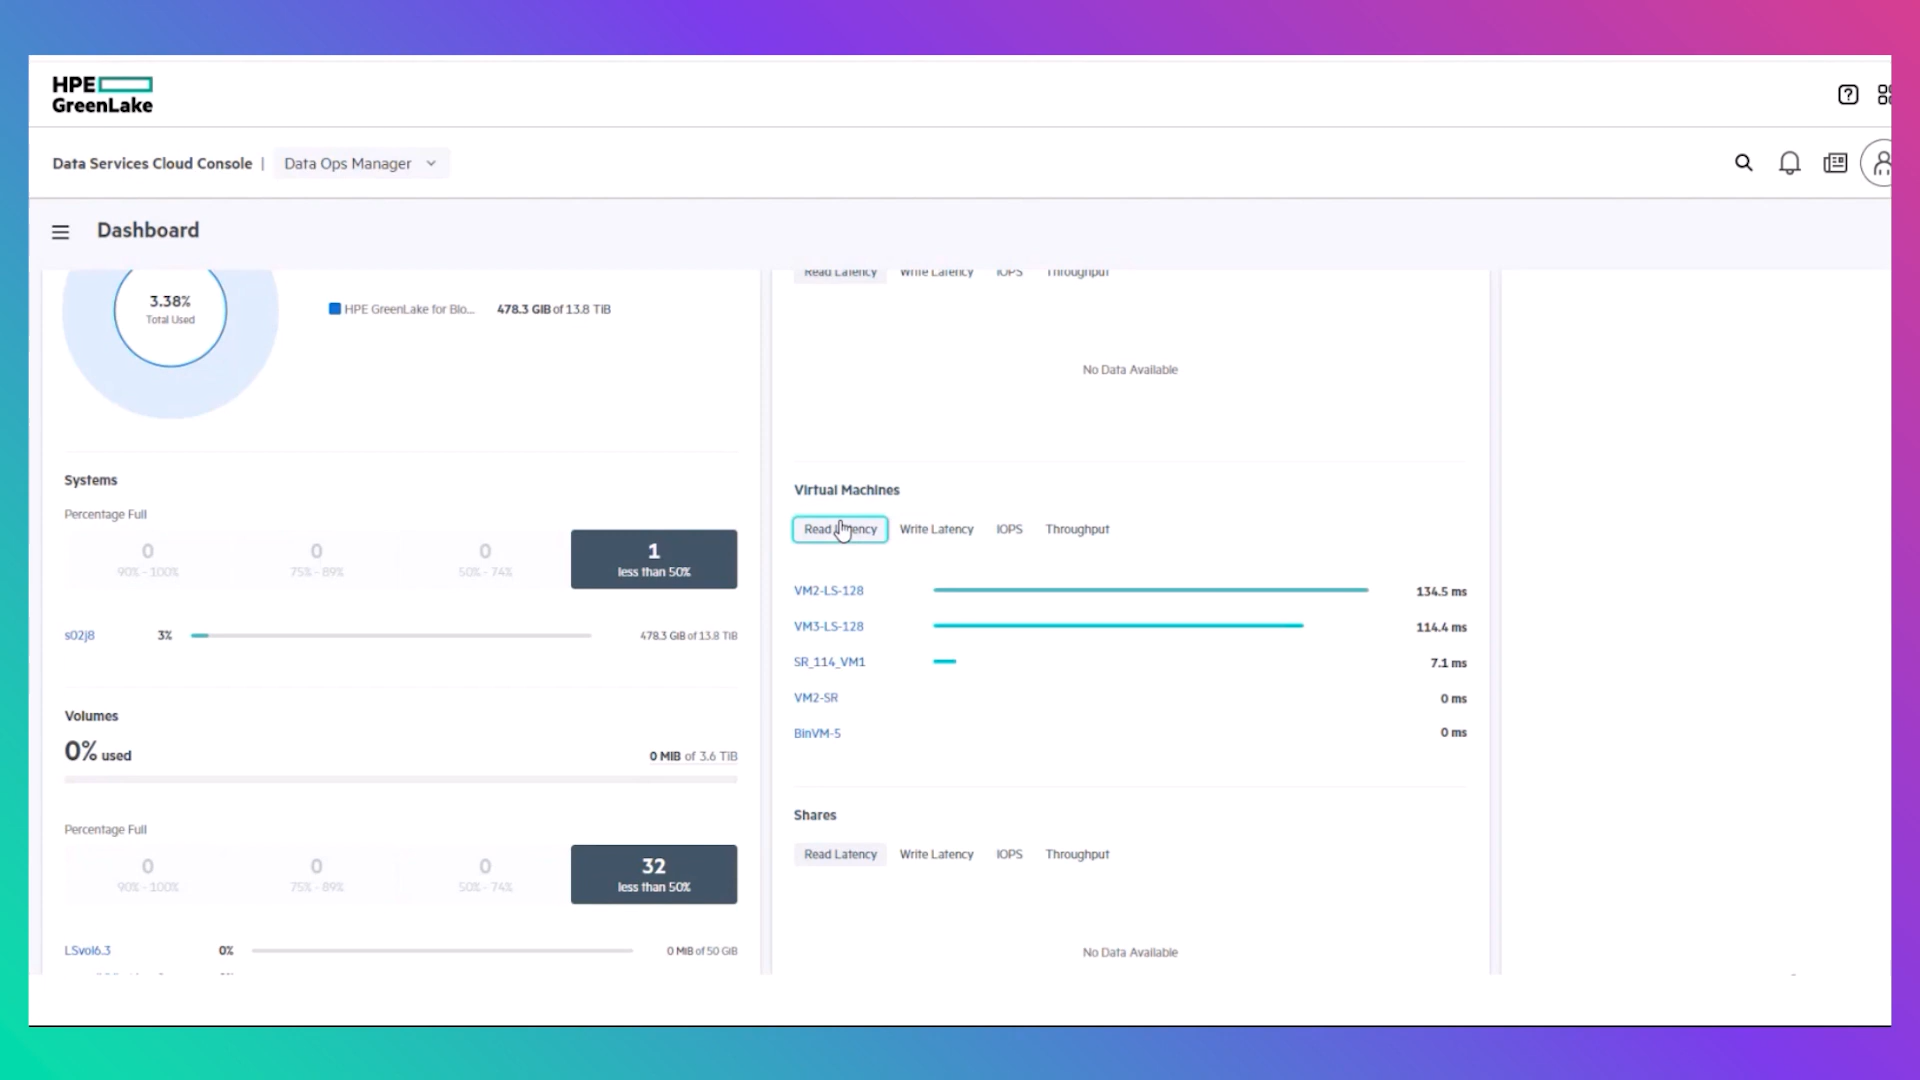 HPE
GreenLake
Data Services Cloud Console | Data Ops Manager
Dashboard
3.38%
Total Used
HPE GreenLake for Blo... 478.3 GiB of 13.8 TiB
Systems
Percentage Full
0
90% - 100%
0
75% - 89%
0
50% - 74%
1
less than 50%
s02j8 3% 478.3 GiB of 13.8 TiB
Volumes
0% used 0 MiB of 3.6 TiB
Percentage Full
0
90% - 100%
0
75% - 89%
0
50% - 74%
32
less than 50%
LSvol6.3 0% 0 MiB of 50 GiB
Read Latency Write Latency IOPS Throughput
No Data Available
Virtual Machines
Read Latency Write Latency IOPS Throughput
VM2-LS-128 134.5 ms
VM3-LS-128 114.4 ms
SR_114_VM1 7.1 ms
VM2-SR 0 ms
BinVM-5 0 ms
Shares
Read Latency Write Latency IOPS Throughput
No Data Available